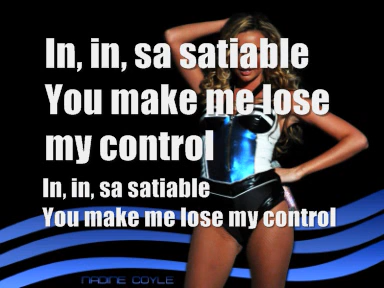 In, in, sa satiable
You make me lose
my control
In, in, sa satiable
You make me lose my control
NADINE COYLE